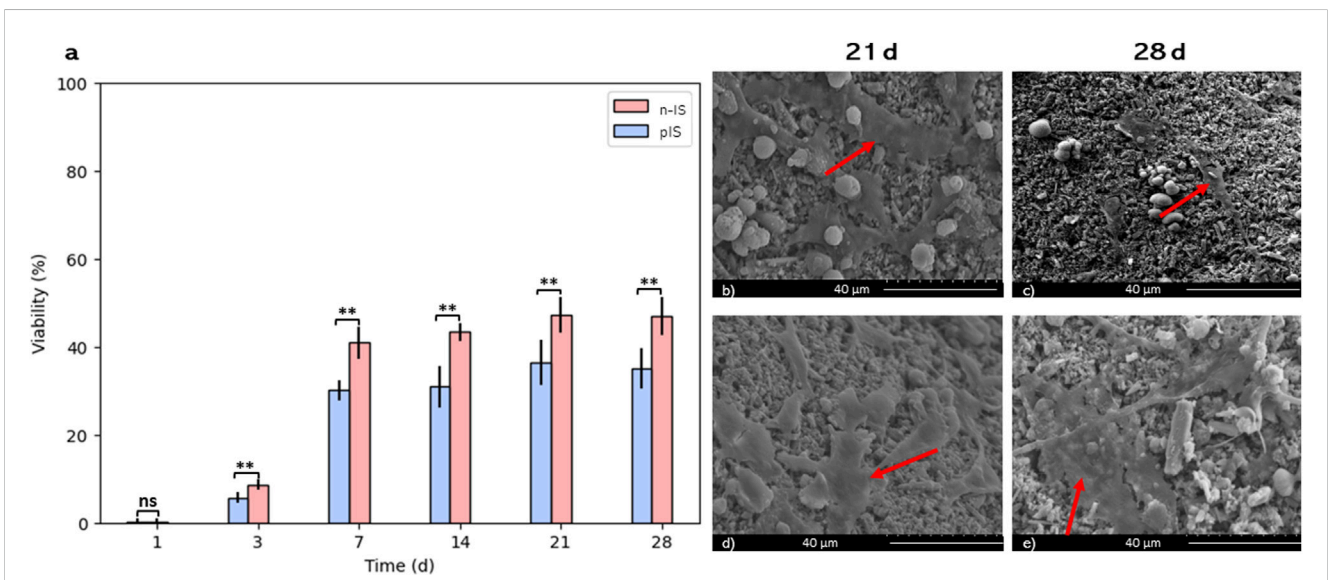 a
21 d
28 d
100
80
60
40
20
0
Viability (%)
n-IS
pIS
ns
**
**
**
**
**
1
3
7
14
21
28
Time (d)
b)
40 µm
c)
40 µm
d)
40 µm
e)
40 µm